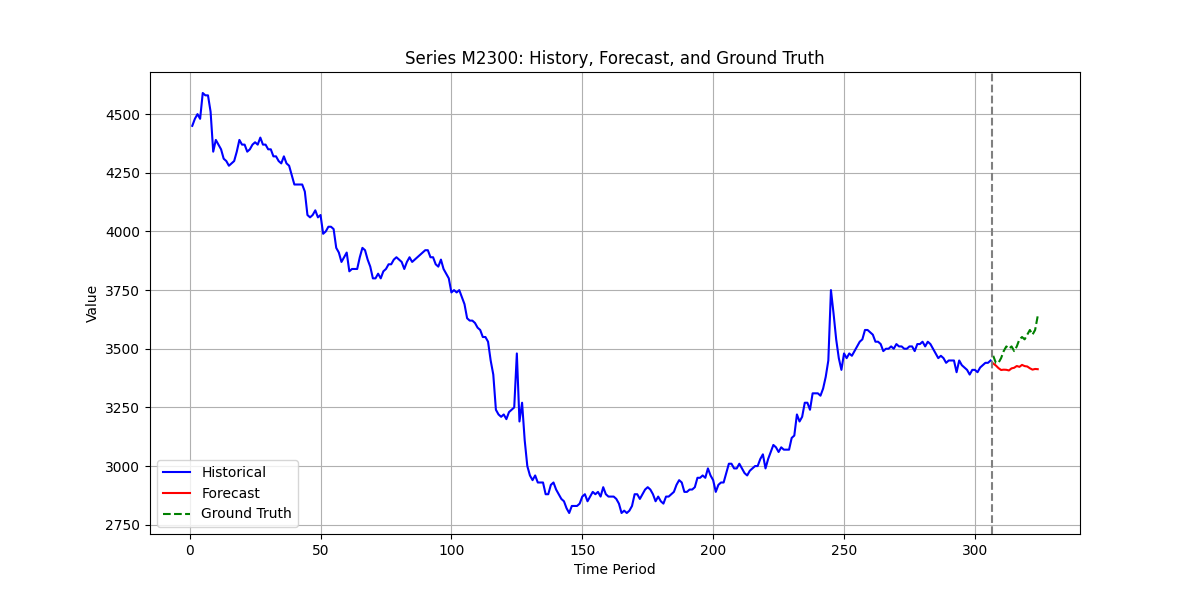 Series M2300: History, Forecast, and Ground Truth
Value
4500
4250
4000
3750
3500
3250
3000
2750
Historical
Forecast
Ground Truth
0 50 100 150 200 250 300
Time Period